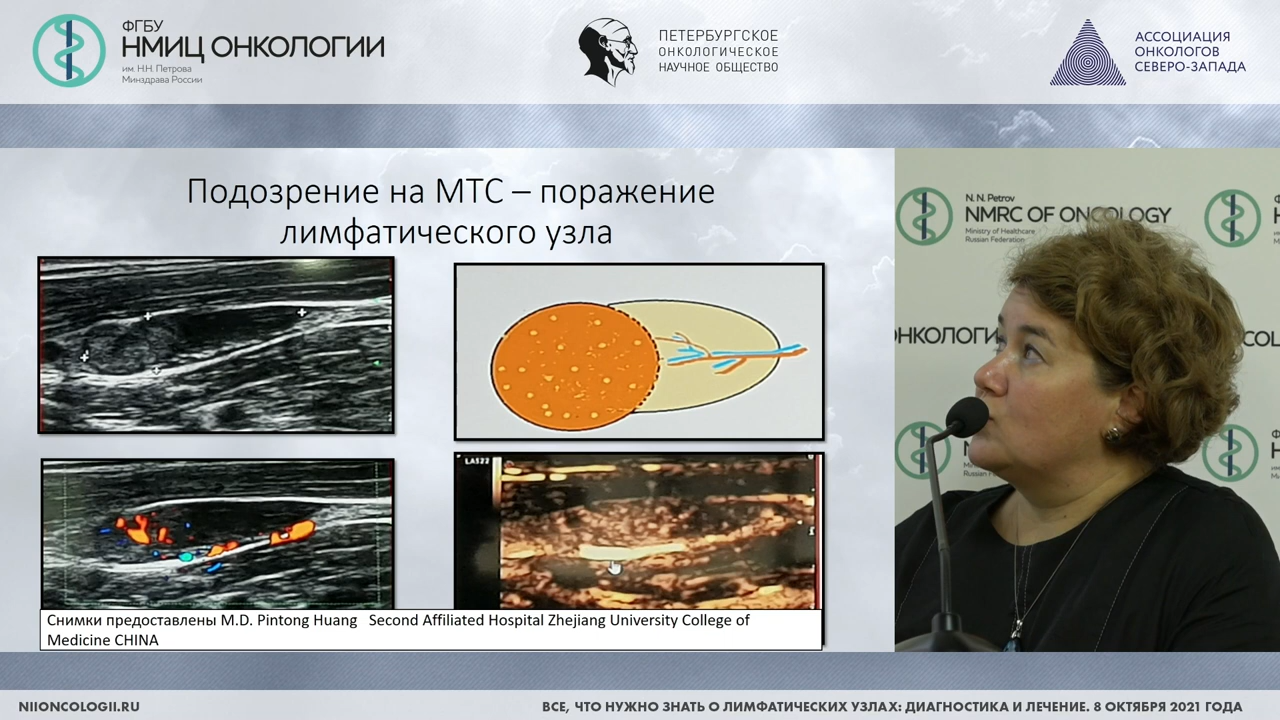 ФГБУ
НМИЦ ОНКОЛОГИИ
им. Н.Н. Петрова
Минздрава России
ПЕТЕРБУРГСКОЕ
ОНКОЛОГИЧЕСКОЕ
НАУЧНОЕ ОБЩЕСТВО
АССОЦИАЦИЯ
ОНКОЛОГОВ
СЕВЕРО-ЗАПАДА
Подозрение на МТС – поражение
лимфатического узла
LA522
Снимки предоставлены M.D. Pintong Huang Second Affiliated Hospital Zhejiang University College of
Medicine CHINA
N. N. Petrov
NMRC OF ONCOLOGY
Ministry of Healthcare
Russian Federation
NIIONCOLOGII.RU
ВСЕ, ЧТО НУЖНО ЗНАТЬ О ЛИМФАТИЧЕСКИХ УЗЛАХ: ДИАГНОСТИКА И ЛЕЧЕНИЕ. 8 ОКТЯБРЯ 2021 ГОДА